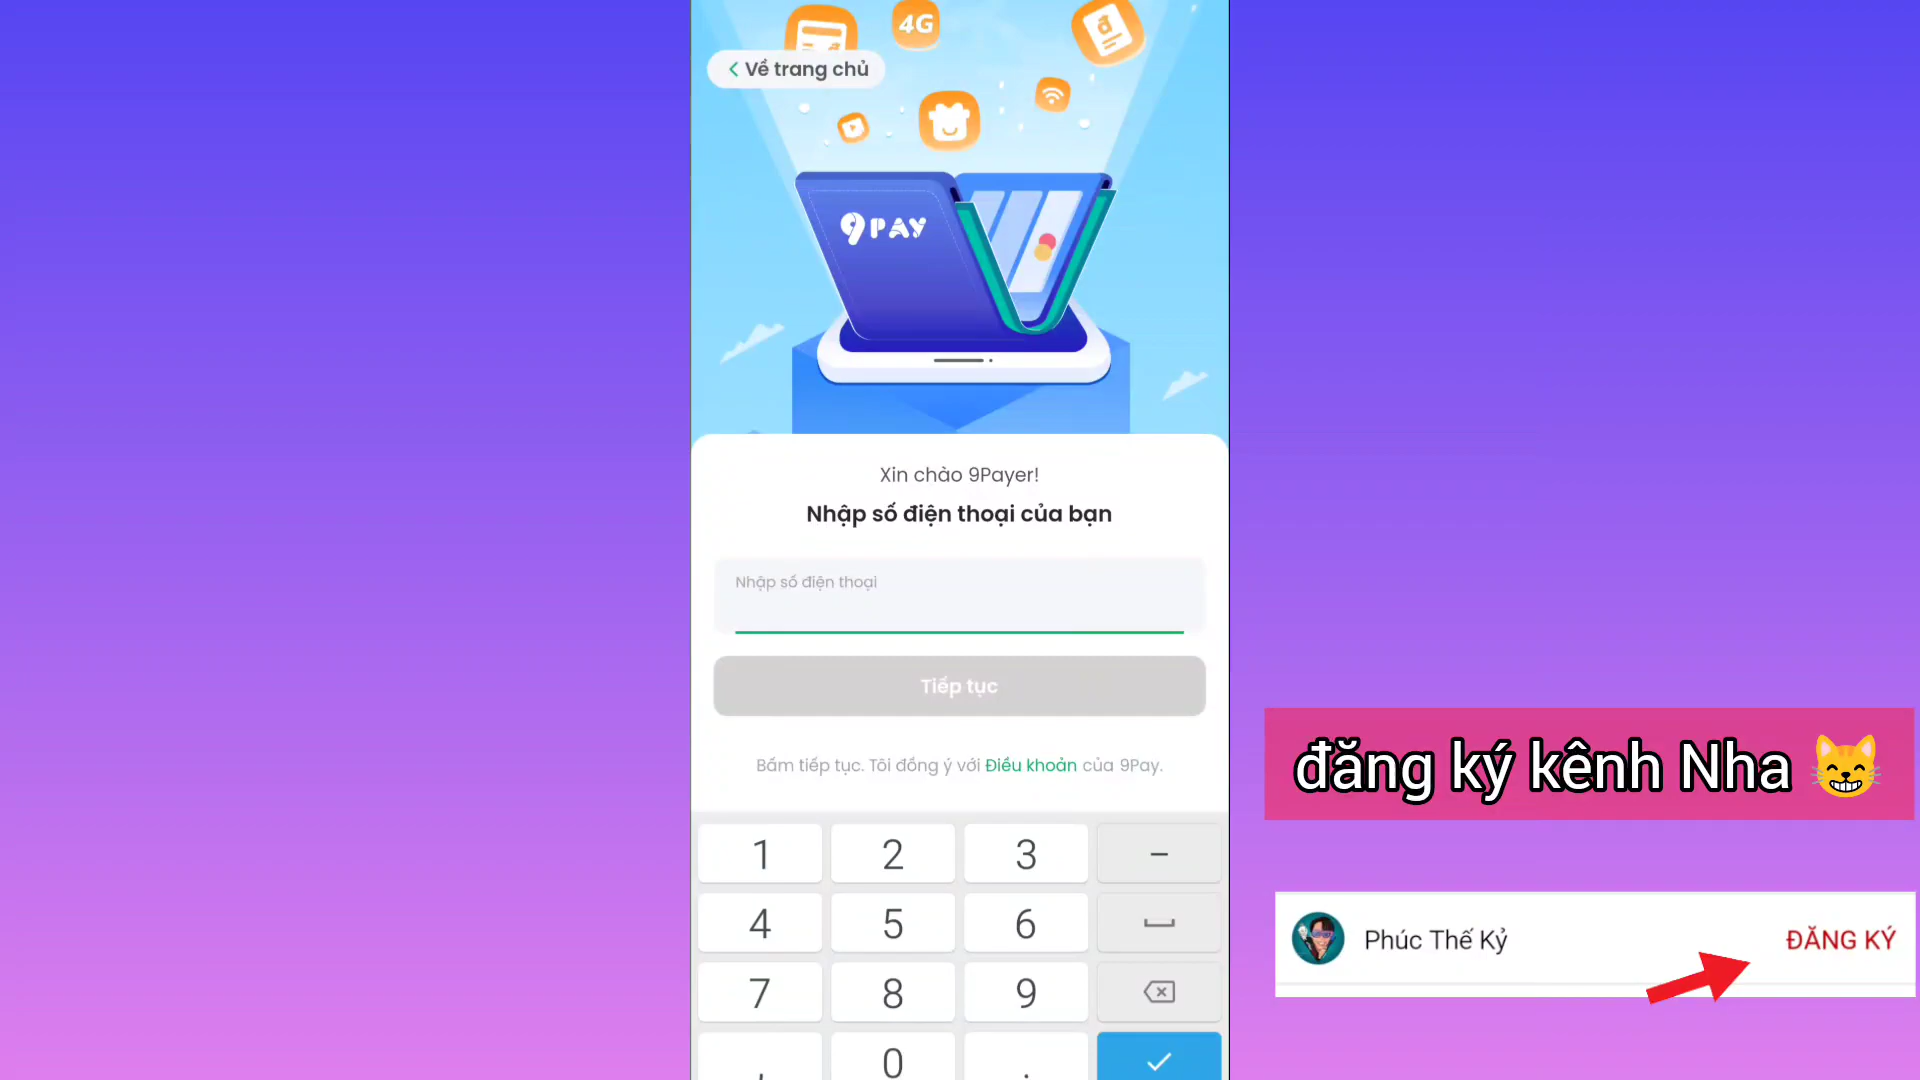 4G
Về trang chủ
9PAY
Xin chào 9Payer!
Nhập số điện thoại của bạn
Nhập số điện thoại
Tiếp tục
Bấm tiếp tục. Tôi đồng ý với Điều khoản của 9Pay.
1 2 3 –
4 5 6
7 8 9
0
đăng ký kênh Nha 😸
Phúc Thế Kỷ ĐĂNG KÝ